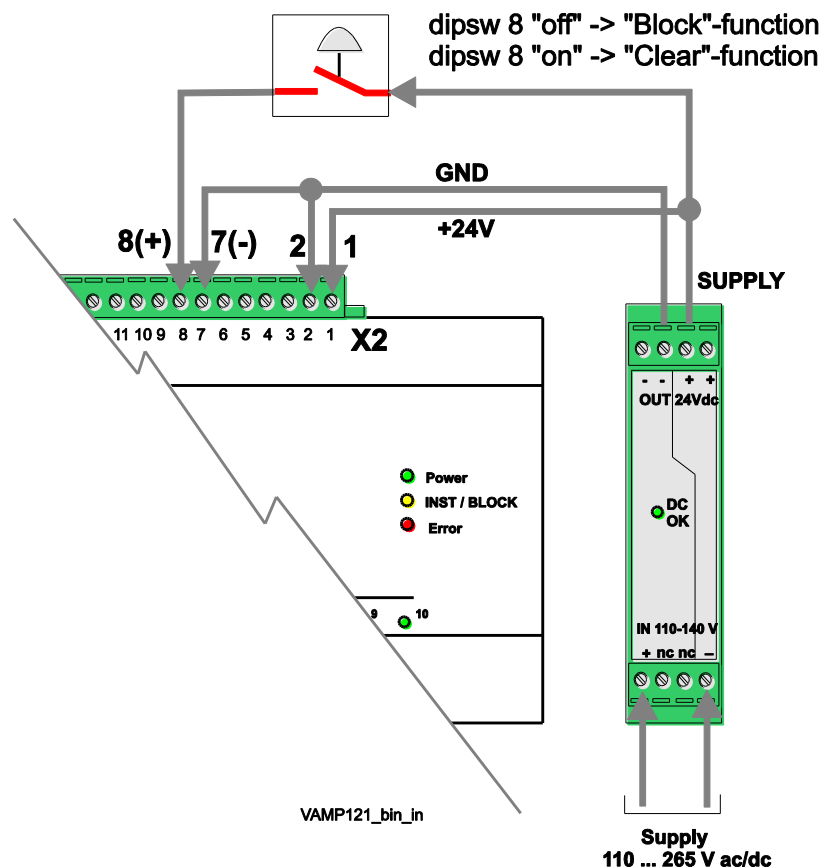 dipsw 8 "off" -> "Block"-function
dipsw 8 "on" -> "Clear"-function
GND
+24V
8(+) 7(-) 2 1
SUPPLY
11 10 9 8 7 6 5 4 3 2 1 X2
- - + +
OUT 24Vdc
Power
INST / BLOCK
Error
DC
OK
9 10
IN 110-140 V
+ nc nc –
VAMP121_bin_in
Supply
110 ... 265 V ac/dc